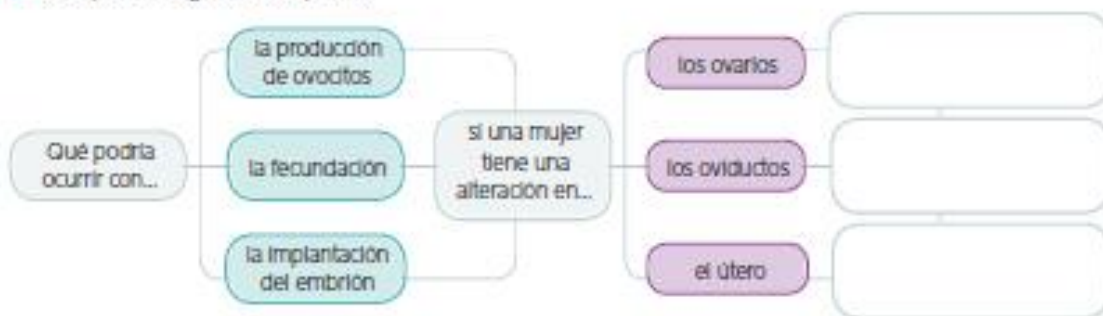 Qué podría
ocurrir con...
la producción
de ovocitos
la fecundación
la implantación
del embrión
si una mujer
tiene una
alteración en...
los ovarios
los oviductos
el útero